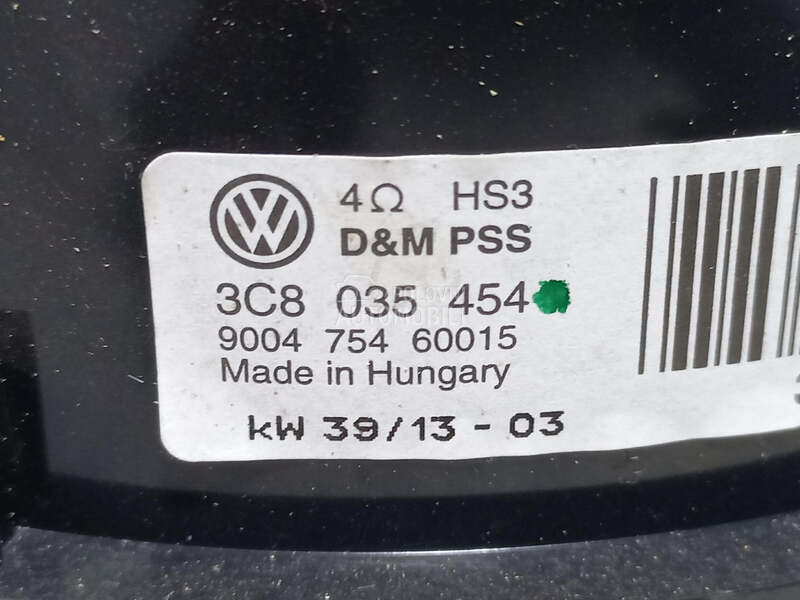 4Ω HS3
D&M PSS
3C8 035 454
9004 754 60015
Made in Hungary
KW 39/13 - 03